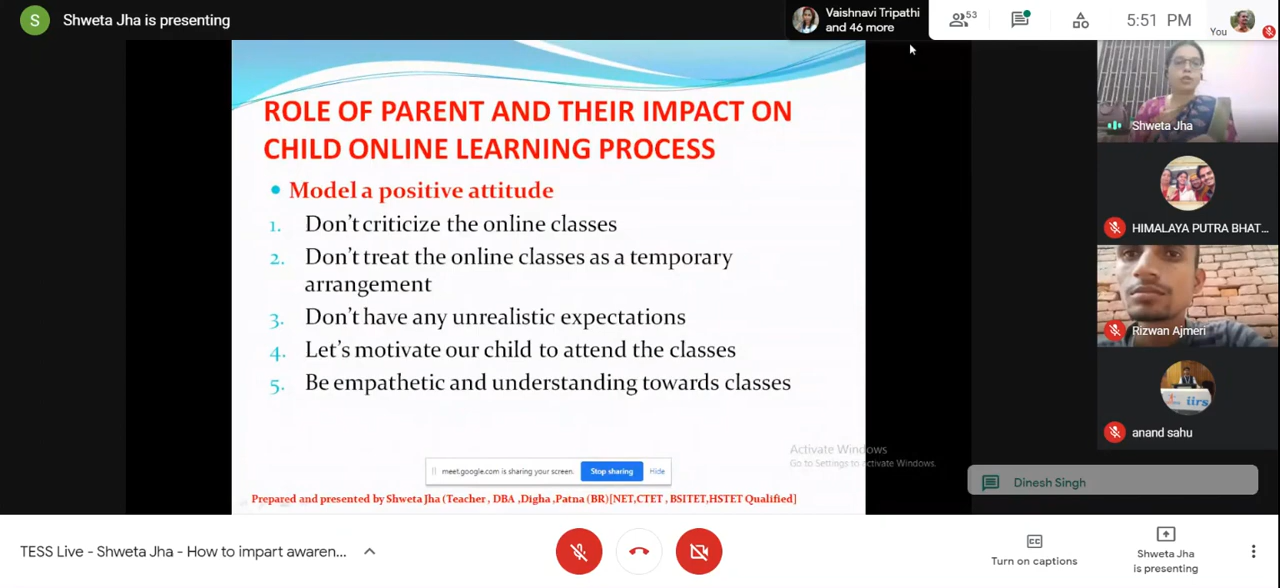 S
Shweta Jha is presenting
Vaishnavi Tripathi
and 46 more
53
5:51 PM
You
ROLE OF PARENT AND THEIR IMPACT ON
CHILD ONLINE LEARNING PROCESS
• Model a positive attitude
1. Don't criticize the online classes
2. Don't treat the online classes as a temporary
arrangement
3. Don't have any unrealistic expectations
4. Let's motivate our child to attend the classes
5. Be empathetic and understanding towards classes
Shweta Jha
HIMALAYA PUTRA BHAT...
Rizwan Ajmeri
iirs
anand sahu
Activate Windows
Go to Settings to activate Windows.
meet.google.com is sharing your screen.
Stop sharing
Hide
Dinesh Singh
Prepared and presented by Shweta Jha (Teacher , DBA ,Digha ,Patna (BR)[NET,CTET , BSITET,HSTET Qualified]
TESS Live - Shweta Jha - How to impart awaren...
CC
Turn on captions
Shweta Jha
is presenting